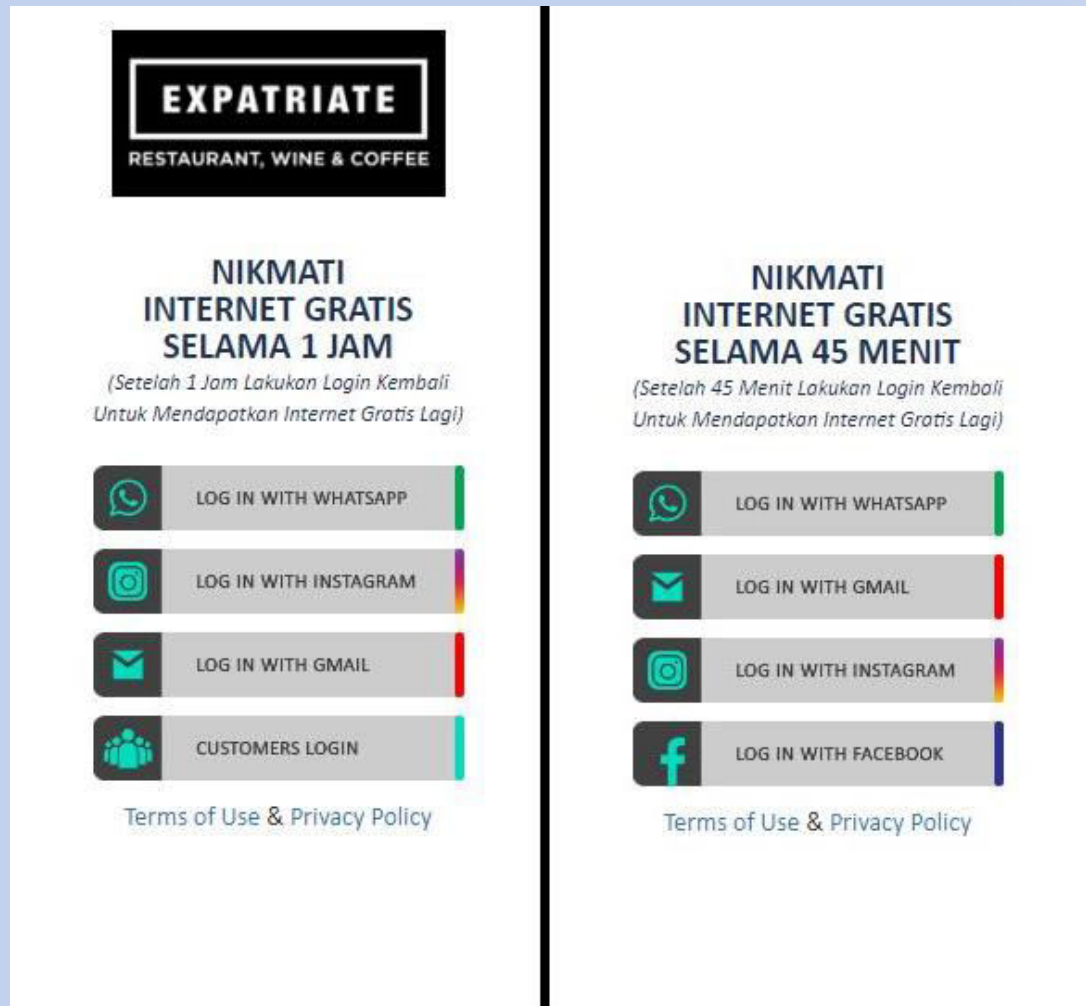 EXPATRIATE
RESTAURANT, WINE & COFFEE
NIKMATI
INTERNET GRATIS
SELAMA 1 JAM
(Setelah 1 Jam Lakukan Login Kembali
Untuk Mendapatkan Internet Gratis Lagi)
LOG IN WITH WHATSAPP
LOG IN WITH INSTAGRAM
LOG IN WITH GMAIL
CUSTOMERS LOGIN
Terms of Use & Privacy Policy
NIKMATI
INTERNET GRATIS
SELAMA 45 MENIT
(Setelah 45 Menit Lakukan Login Kembali
Untuk Mendapatkan Internet Gratis Lagi)
LOG IN WITH WHATSAPP
LOG IN WITH GMAIL
LOG IN WITH INSTAGRAM
LOG IN WITH FACEBOOK
Terms of Use & Privacy Policy